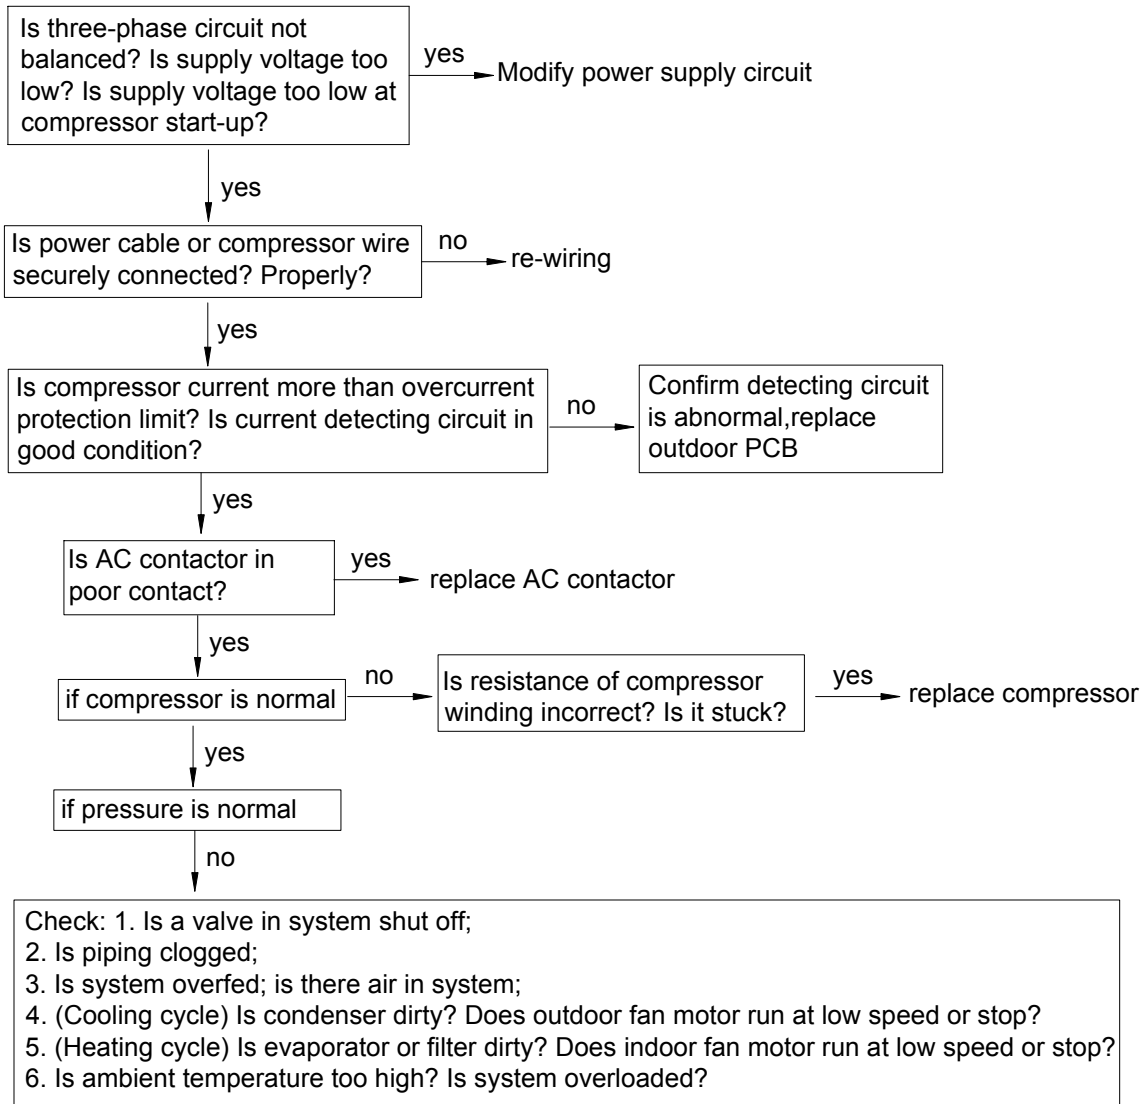 Is three-phase circuit not
balanced? Is supply voltage too
low? Is supply voltage too low at
compressor start-up?
yes
Modify power supply circuit
yes
Is power cable or compressor wire
securely connected? Properly?
no
re-wiring
yes
Is compressor current more than overcurrent
protection limit? Is current detecting circuit in
good condition?
no
Confirm detecting circuit
is abnormal,replace
outdoor PCB
yes
Is AC contactor in
poor contact?
yes
replace AC contactor
yes
if compressor is normal
no
Is resistance of compressor
winding incorrect? Is it stuck?
yes
replace compressor
yes
if pressure is normal
no
Check: 1. Is a valve in system shut off;
2. Is piping clogged;
3. Is system overfed; is there air in system;
4. (Cooling cycle) Is condenser dirty? Does outdoor fan motor run at low speed or stop?
5. (Heating cycle) Is evaporator or filter dirty? Does indoor fan motor run at low speed or stop?
6. Is ambient temperature too high? Is system overloaded?